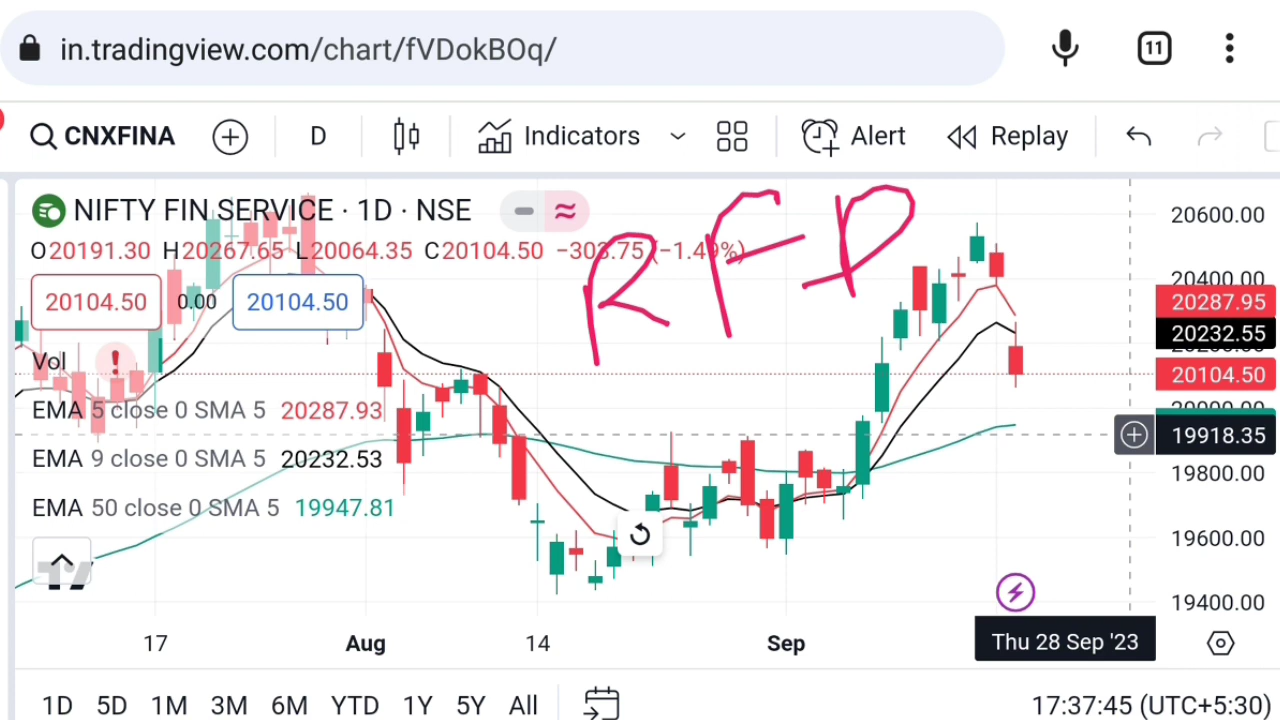 in.tradingview.com/chart/fVDokBOq/ 11
CNXFINA D Indicators Alert Replay
NIFTY FIN SERVICE · 1D · NSE
O20191.30 H20267.65 L20064.35 C20104.50 −303.75 (−1.49%)
RFP
20104.50 0.00 20104.50
Vol
EMA 5 close 0 SMA 5 20287.93
EMA 9 close 0 SMA 5 20232.53
EMA 50 close 0 SMA 5 19947.81
20600.00
20400.00
20287.95
20232.55
20104.50
20000.00
19918.35
19800.00
19600.00
19400.00
17 Aug 14 Sep Thu 28 Sep '23
1D 5D 1M 3M 6M YTD 1Y 5Y All 17:37:45 (UTC+5:30)